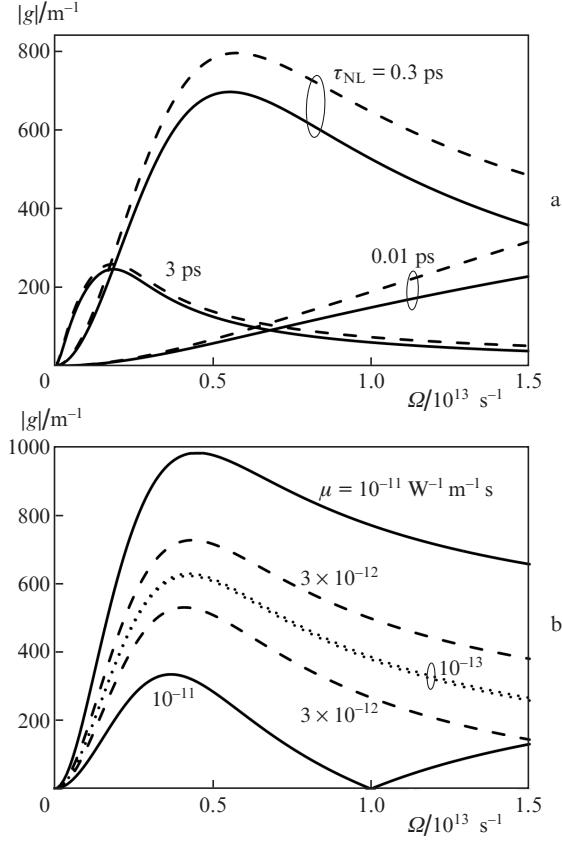 |g|/m⁻¹
800
τNL = 0.3 ps
600
a
400
3 ps
0.01 ps
200
0
0.5
1.0
1.5
Ω/10¹³ s⁻¹
|g|/m⁻¹
1000
μ = 10⁻¹¹ W⁻¹ m⁻¹ s
800
3 × 10⁻¹²
600
b
400
10⁻¹³
10⁻¹¹
3 × 10⁻¹²
200
0
0.5
1.0
1.5
Ω/10¹³ s⁻¹